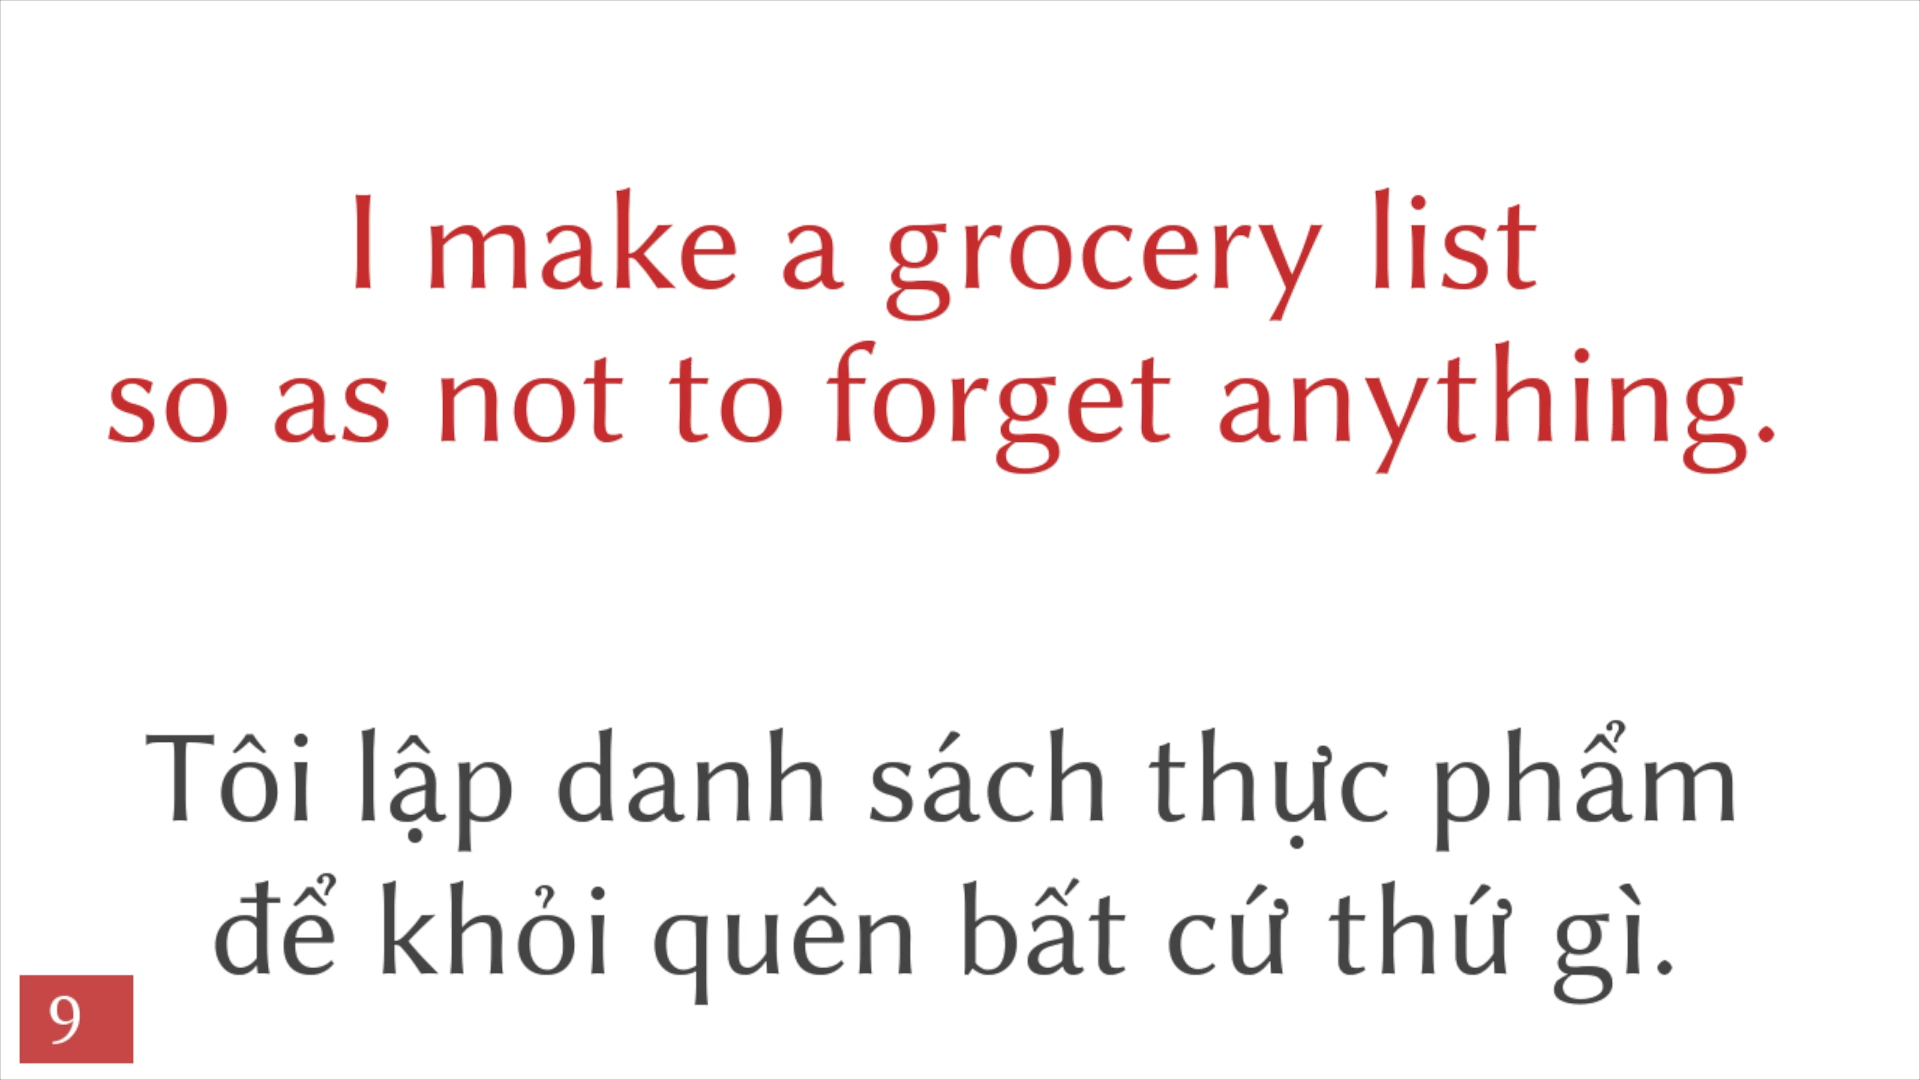 I make a grocery list
so as not to forget anything.
Tôi lập danh sách thực phẩm
để khỏi quên bất cứ thứ gì.
9